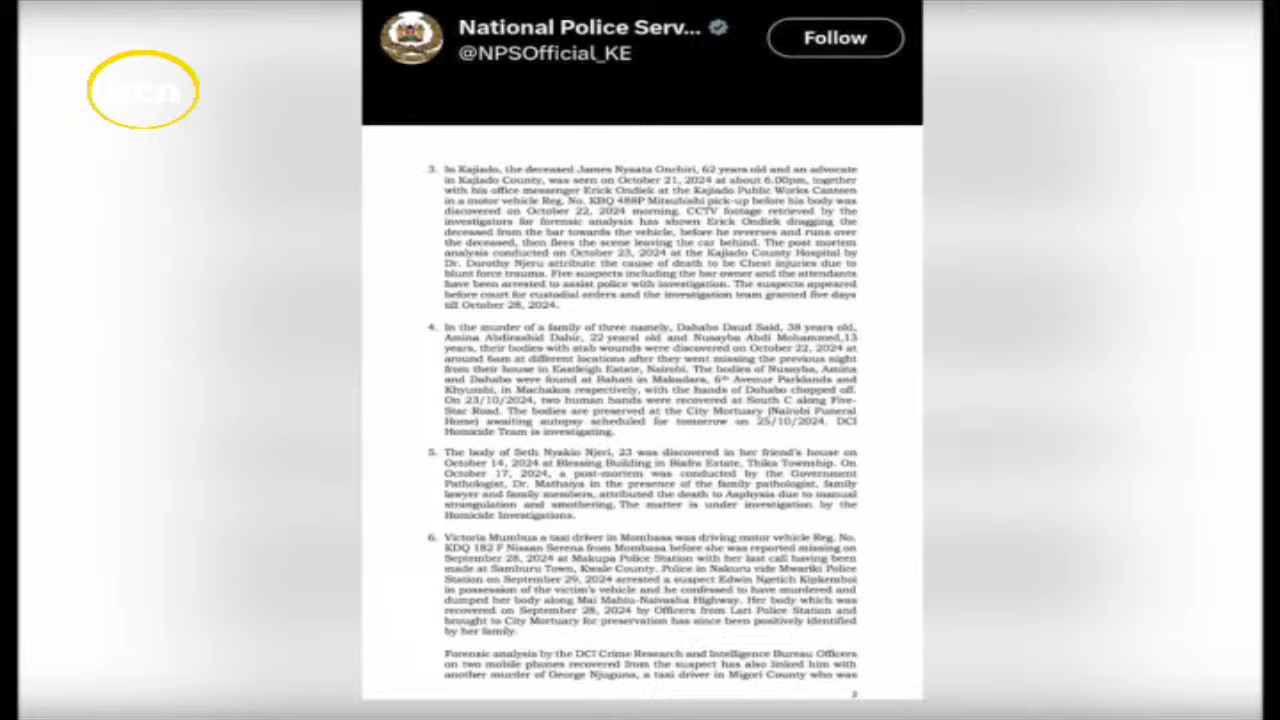 National Police Serv...
@NPSOfficial_KE
Follow
3. In Kajiado, the deceased James Nyaata Onchiri, 62 years old and an advocate
in Kajiado County, was seen on October 21, 2024 at about 6.00pm, together
with his office messenger Erick Ondiek at the Kajiado Public Works Canteen
in a motor vehicle Reg. No. KBQ 488P Mitsubishi pick-up before his body was
discovered on October 22, 2024 morning. CCTV footage retrieved by the
investigators for forensic analysis has shown Erick Ondiek dragging the
deceased from the bar towards the vehicle, before he reverses and runs over
the deceased, then flees the scene leaving the car behind. The post mortem
analysis conducted on October 23, 2024 at the Kajiado County Hospital by
Dr. Dorothy Njeru attribute the cause of death to be Chest injuries due to
blunt force trauma. Five suspects including the bar owner and the attendants
have been arrested to assist police with investigation. The suspects appeared
before court for custodial orders and the investigation team granted five days
till October 28, 2024.
4. In the murder of a family of three namely, Dahabo Daud Said, 38 years old,
Amina Abdirashid Dahir, 22 yearsl old and Nusayba Abdi Mohammed,13
years, their bodies with stab wounds were discovered on October 22, 2024 at
around 6am at different locations after they went missing the previous night
from their house in Eastleigh Estate, Nairobi. The bodies of Nusayba, Amina
and Dahabo were found at Bahati in Makadara, 6th Avenue Parklands and
Khyumbi, in Machakos respectively, with the hands of Dohabo chopped off.
On 23/10/2024, two human hands were recovered at South C along Five-
Star Road. The bodies are preserved at the City Mortuary (Nairobi Funeral
Home) awaiting autopsy scheduled for tomorrow on 25/10/2024. DCI
Homicide Team is investigating.
5. The body of Seth Nyakio Njeri, 23 was discovered in her friend's house on
October 14, 2024 at Blessing Building in Biafra Estate, Thika Township. On
October 17, 2024, a post-mortem was conducted by the Government
Pathologist, Dr. Mathaiya in the presence of the family pathologist, family
lawyer and family members, attributed the death to Asphysia due to manual
strangulation and smothering. The matter is under investigation by the
Homicide Investigations.
6. Victoria Mumbua a taxi driver in Mombasa was driving motor vehicle Reg. No.
KDQ 182 P Nissan Serena from Mombasa before she was reported missing on
September 28, 2024 at Makupa Police Station with her last call having been
made at Samburu Town, Kwale County. Police in Nakuru vide Mwariki Police
Station on September 29, 2024 arrested a suspect Edwin Ngetich Kipkemboi
in possession of the victim's vehicle and he confessed to have murdered and
dumped her body along Mai Mahiu-Naivasha Highway. Her body which was
recovered on September 28, 2024 by Officers from Lari Police Station and
brought to City Mortuary for preservation has since been positively identified
by her family.
Forensic analysis by the DCI Crime Research and Intelligence Bureau Officers
on two mobile phones recovered from the suspect has also linked him with
another murder of George Njuguna, a taxi driver in Migori County who was
2